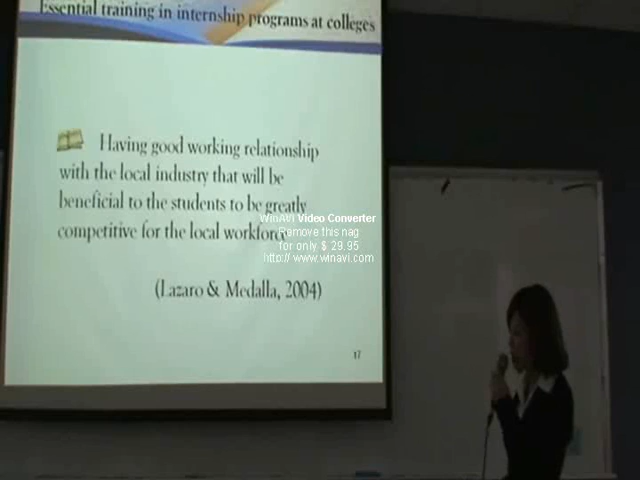 Essential training in internship programs at colleges
Having good working relationship
with the local industry that will be
beneficial to the students to be greatly
competitive for the local workforce
(Lazaro & Medalla, 2004)
17
WinAVI Video Converter
Remove this nag
for only $ 29.95
http:// www.winavi.com